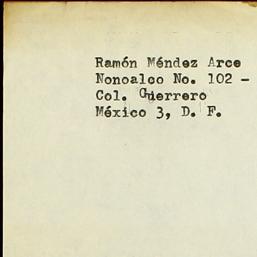 Ramón Méndez Arce
Nonoalco No. 102 -
Col. Guerrero
México 3, D. F.